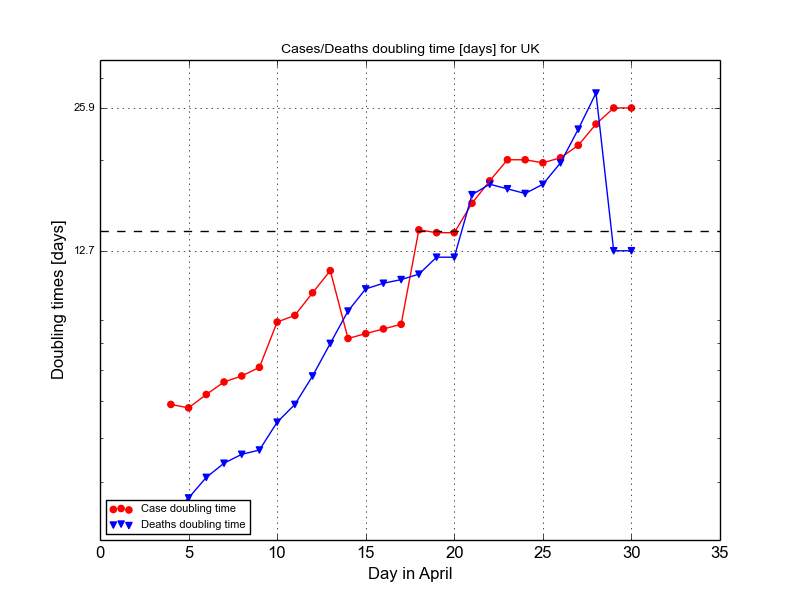 Cases/Deaths doubling time [days] for UK
25.9
12.7
Doubling times [days]
Case doubling time
Deaths doubling time
0 5 10 15 20 25 30 35
Day in April